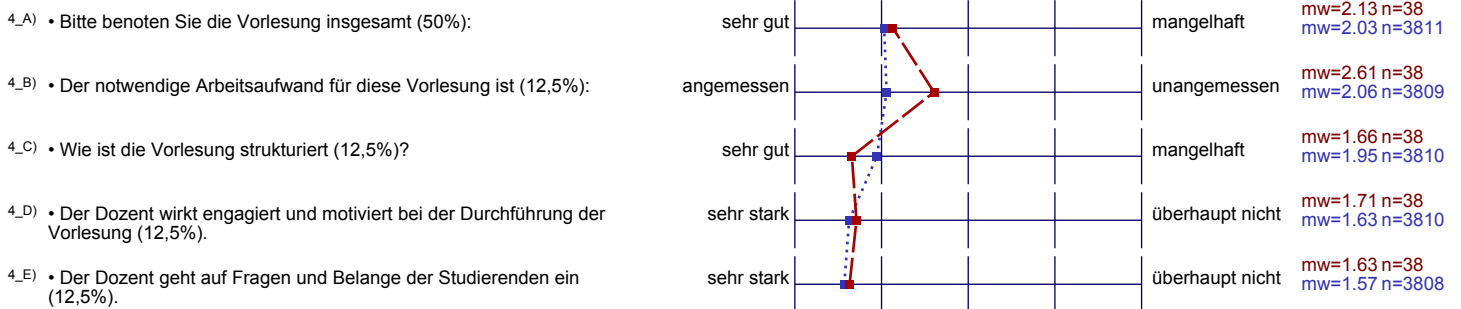 4_A) • Bitte benoten Sie die Vorlesung insgesamt (50%): sehr gut mangelhaft mw=2.13 n=38
mw=2.03 n=3811
4_B) • Der notwendige Arbeitsaufwand für diese Vorlesung ist (12,5%): angemessen unangemessen mw=2.61 n=38
mw=2.06 n=3809
4_C) • Wie ist die Vorlesung strukturiert (12,5%)? sehr gut mangelhaft mw=1.66 n=38
mw=1.95 n=3810
4_D) • Der Dozent wirkt engagiert und motiviert bei der Durchführung der sehr stark überhaupt nicht mw=1.71 n=38
Vorlesung (12,5%). mw=1.63 n=3810
4_E) • Der Dozent geht auf Fragen und Belange der Studierenden ein sehr stark überhaupt nicht mw=1.63 n=38
(12,5%). mw=1.57 n=3808